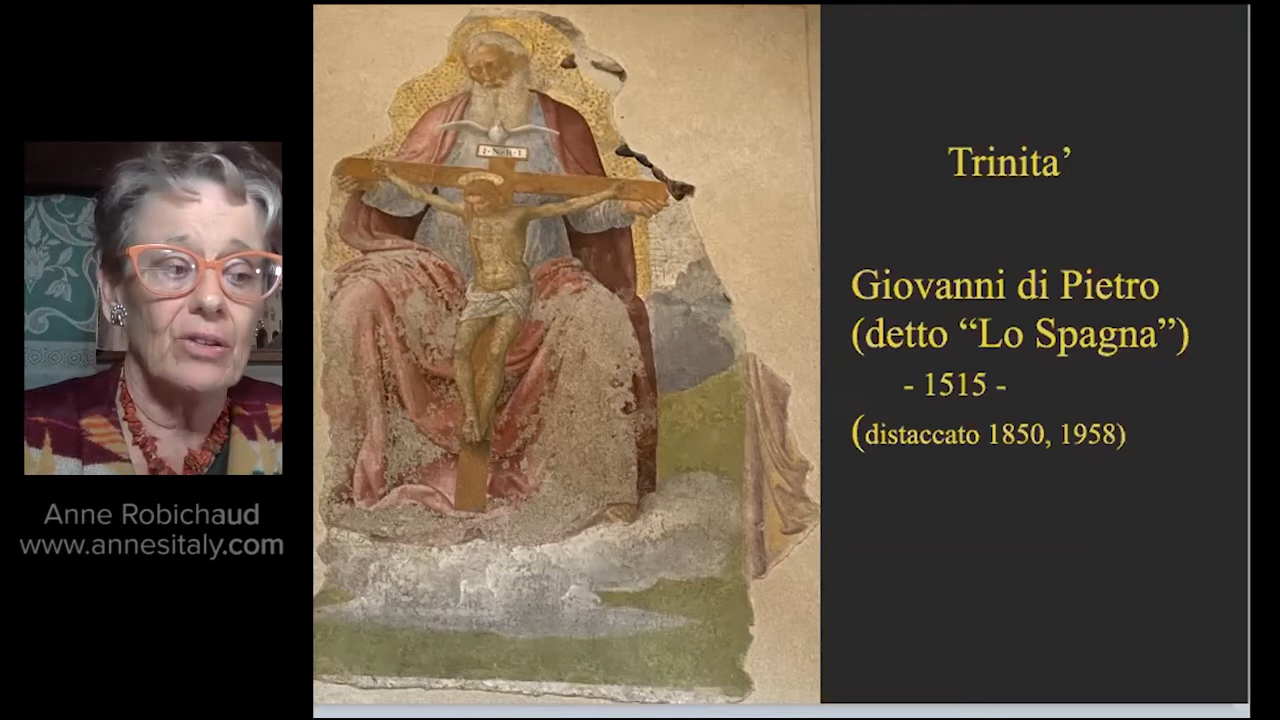 Trinita’
Giovanni di Pietro
(detto “Lo Spagna”)
- 1515 -
(distaccato 1850, 1958)
I·N·R·I
Anne Robichaud
www.annesitaly.com